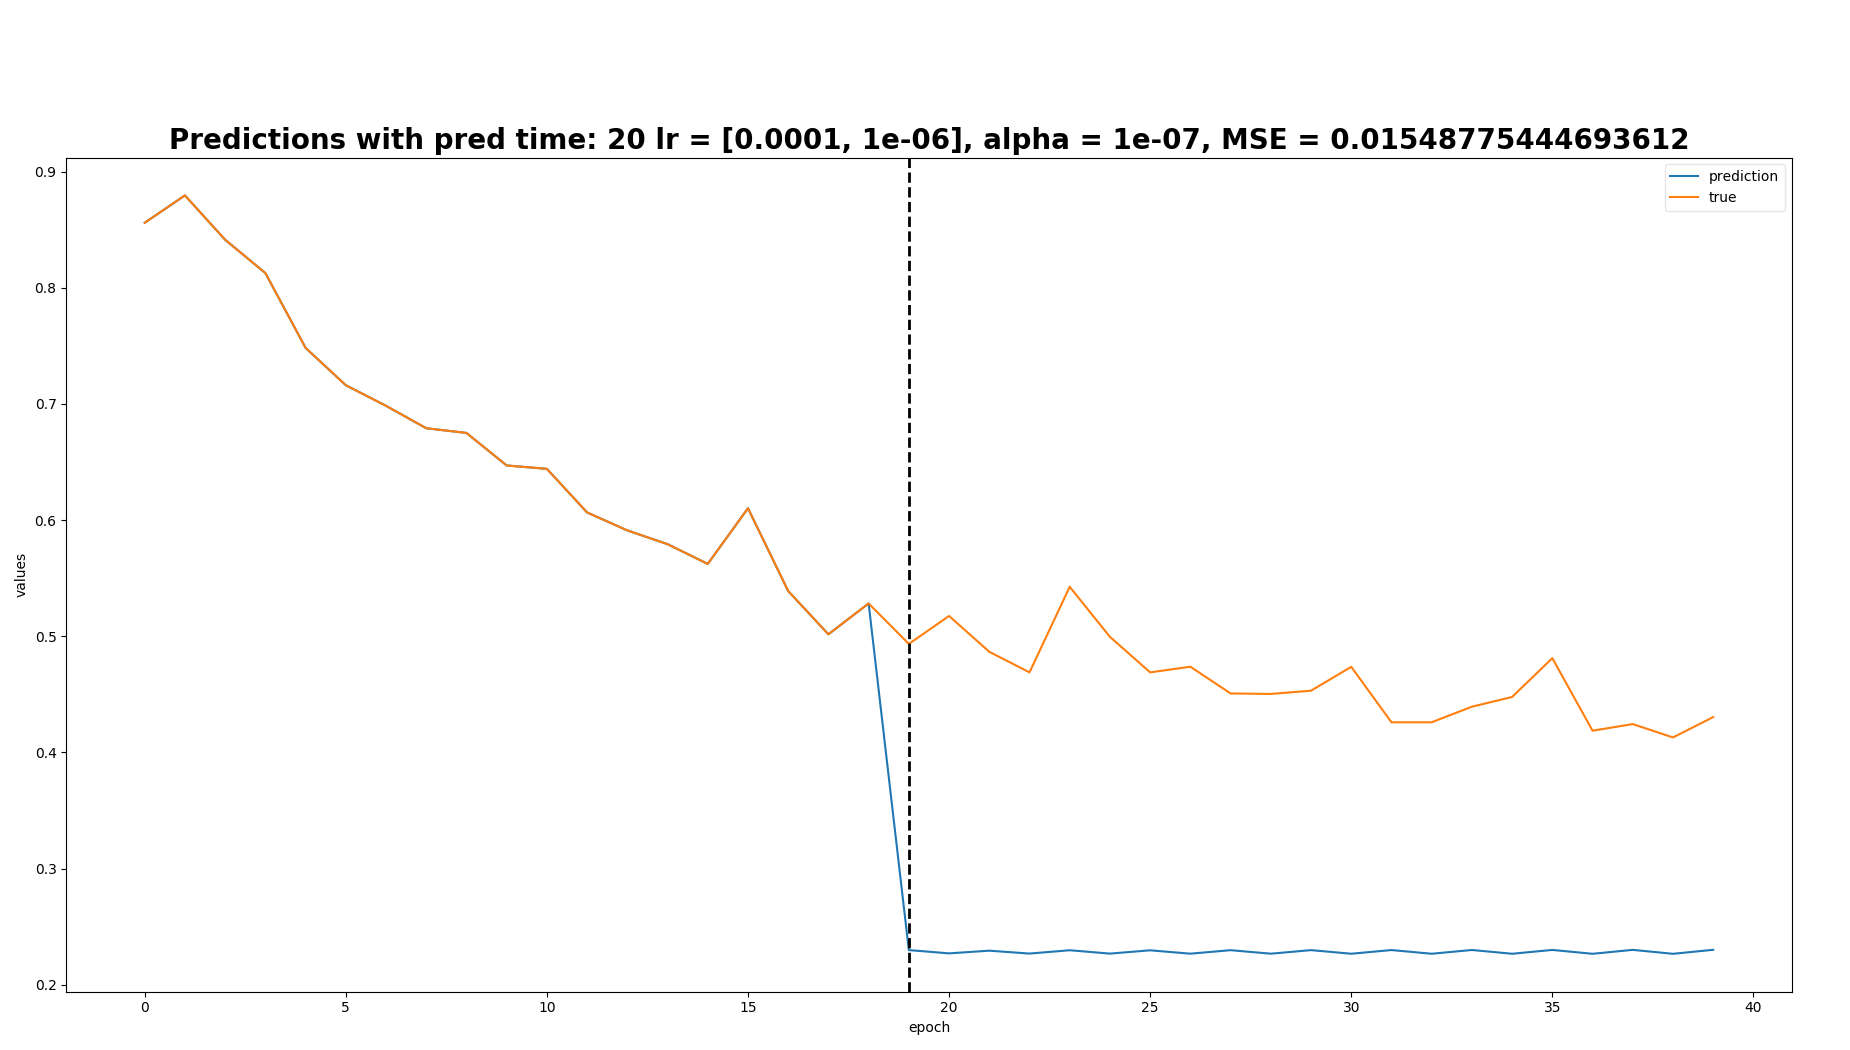 Predictions with pred time: 20 lr = [0.0001, 1e-06], alpha = 1e-07, MSE = 0.01548775444693612
prediction
true
0.9
0.8
0.7
0.6
0.5
0.4
0.3
0.2
values
0 5 10 15 20 25 30 35 40
epoch